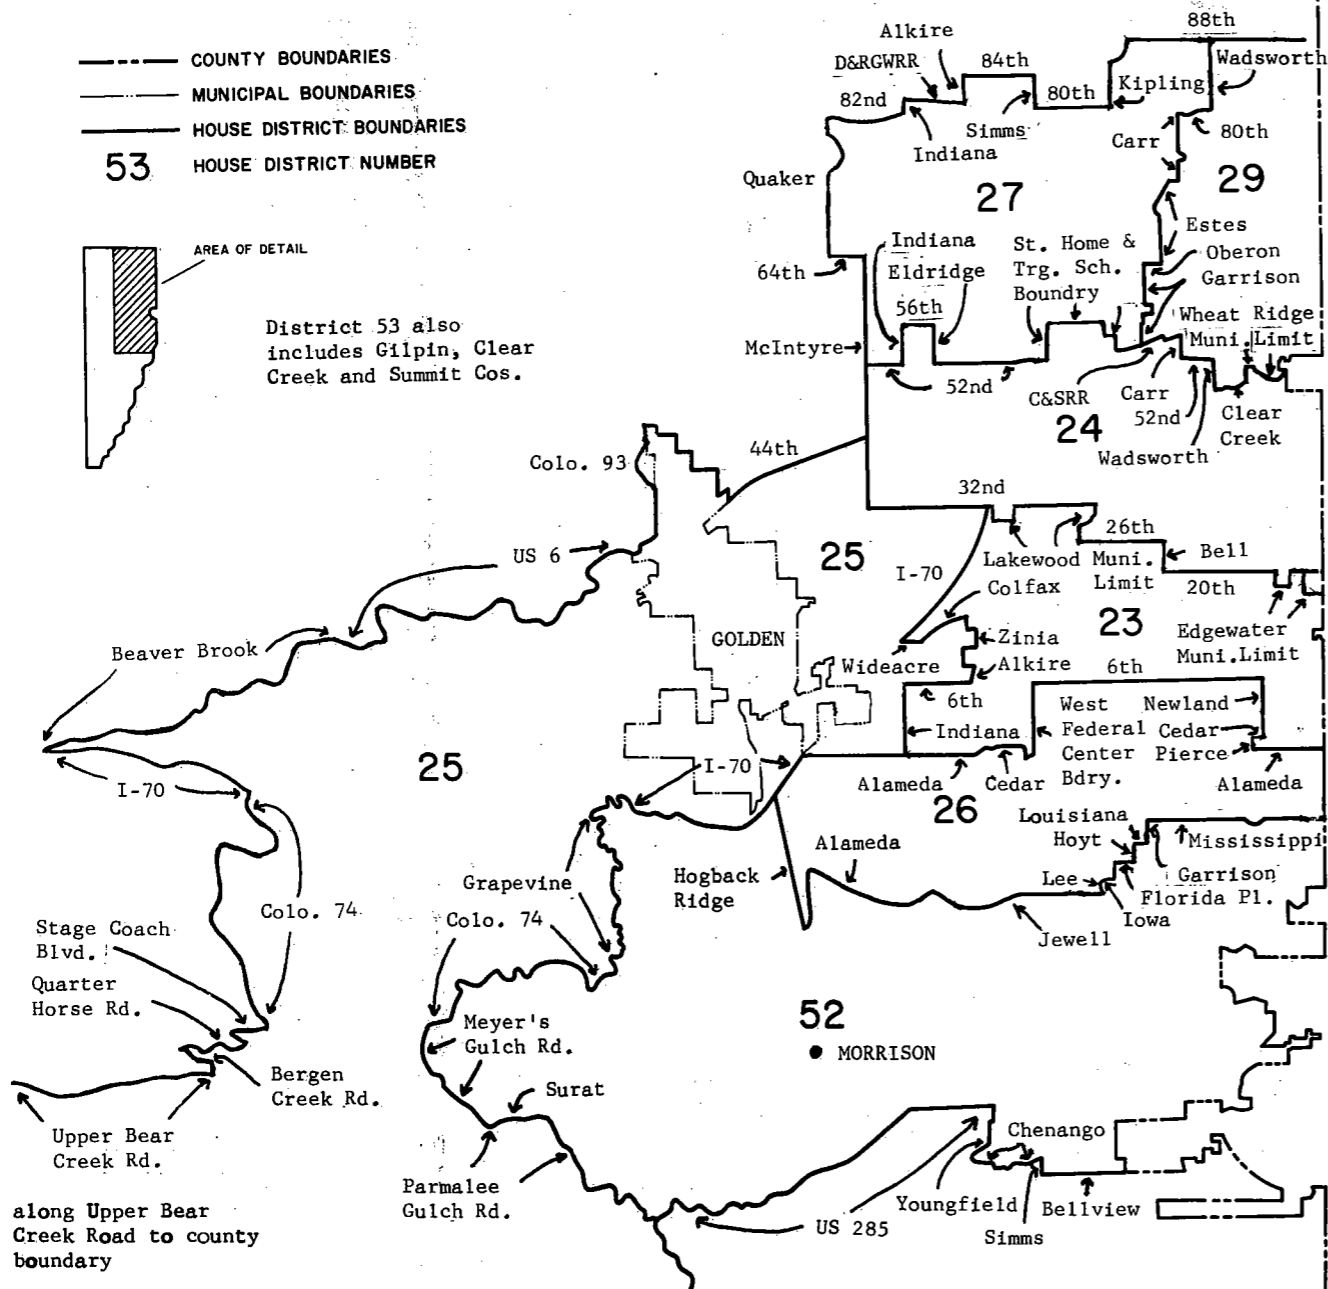 COUNTY BOUNDARIES
MUNICIPAL BOUNDARIES
HOUSE DISTRICT BOUNDARIES
53 HOUSE DISTRICT NUMBER
AREA OF DETAIL
District 53 also
includes Gilpin, Clear
Creek and Summit Cos.
88th
Alkire
Wadsworth
D&RGWRR
84th
82nd
Simms
80th
Kipling
Indiana
Carr
80th
Quaker
27
29
Estes
Indiana
Eldridge
St. Home &
Trg. Sch.
Boundry
Oberon
Garrison
64th
56th
Wheat Ridge
Muni. Limit
McIntyre
52nd
C&SRR
Carr
52nd
Clear
Creek
24
Wadsworth
Colo. 93
44th
32nd
26th
US 6
25
I-70
Lakewood Muni.
Limit
Bell
Colfax
20th
23
Beaver Brook
GOLDEN
Wideacre
Zinia
Alkire
Edgewater
Muni.Limit
6th
6th
Indiana
West
Federal
Center
Bdry.
Newland
Cedar
Pierce
25
I-70
I-70
Alameda
Cedar
Alameda
26
Louisiana
Hoyt
Mississippi
Alameda
Hogback
Ridge
Grapevine
Lee
Garrison
Florida Pl.
Iowa
Colo. 74
Colo. 74
Jewell
Stage Coach
Blvd.
Quarter
Horse Rd.
52
Meyer's
Gulch Rd.
MORRISON
Bergen
Creek Rd.
Surat
Upper Bear
Creek Rd.
Chenango
Parmalee
Gulch Rd.
Youngfield
Bellview
US 285
Simms
along Upper Bear
Creek Road to county
boundary